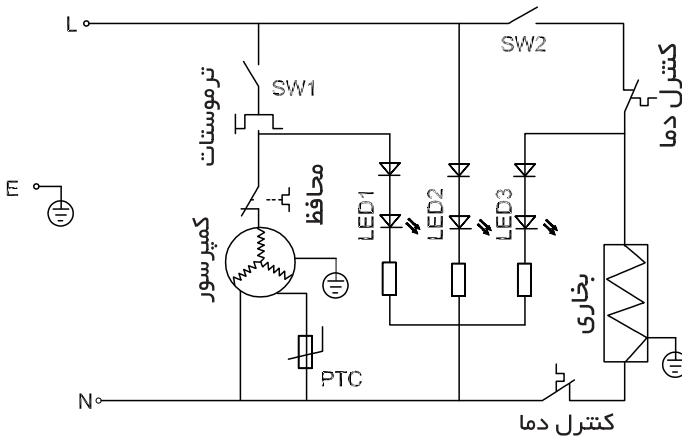 L
SW2
SW1
ترموستات
کنترل دما
E
محافظ
LED1
LED2
LED3
کمپرسور
بخاری
PTC
N
کنترل دما